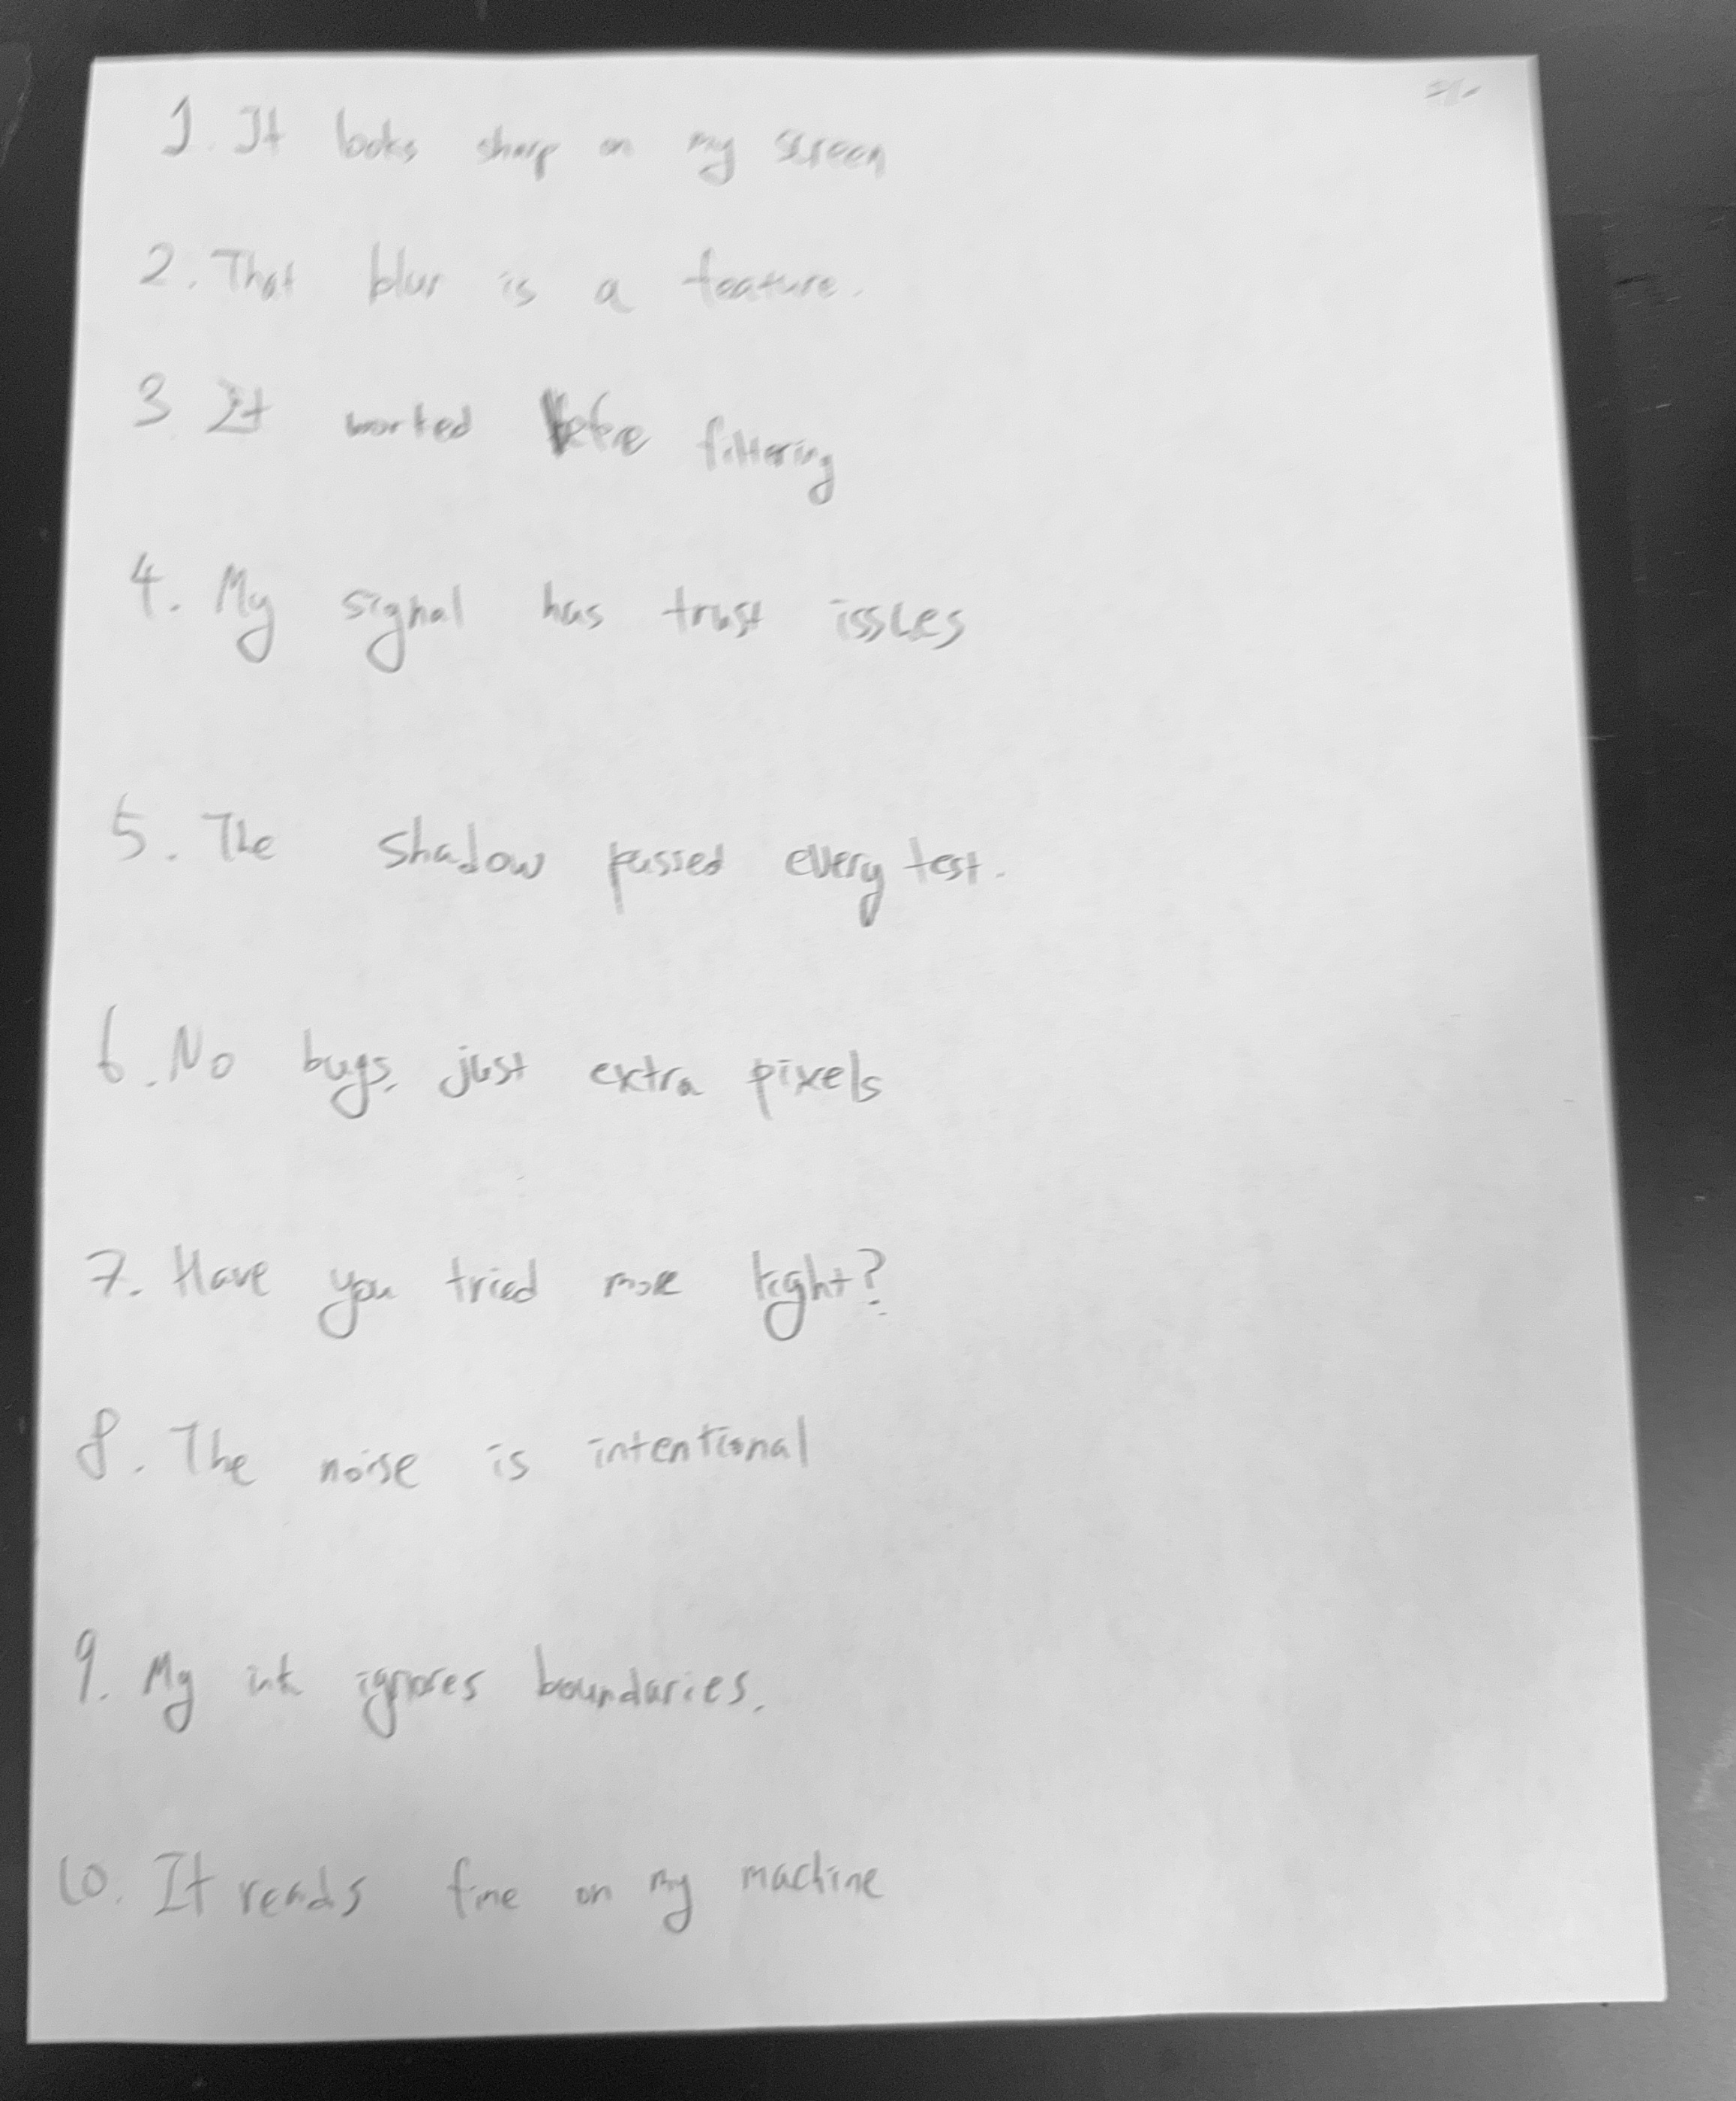 1. It looks sharp on my screen
2. That blur is a feature.
3. It worked before filtering
4. My signal has trust issues
5. The shadow passed every test.
6. No bugs, just extra pixels
7. Have you tried more light?
8. The noise is intentional
9. My ink ignores boundaries.
10. It reads fine on my machine